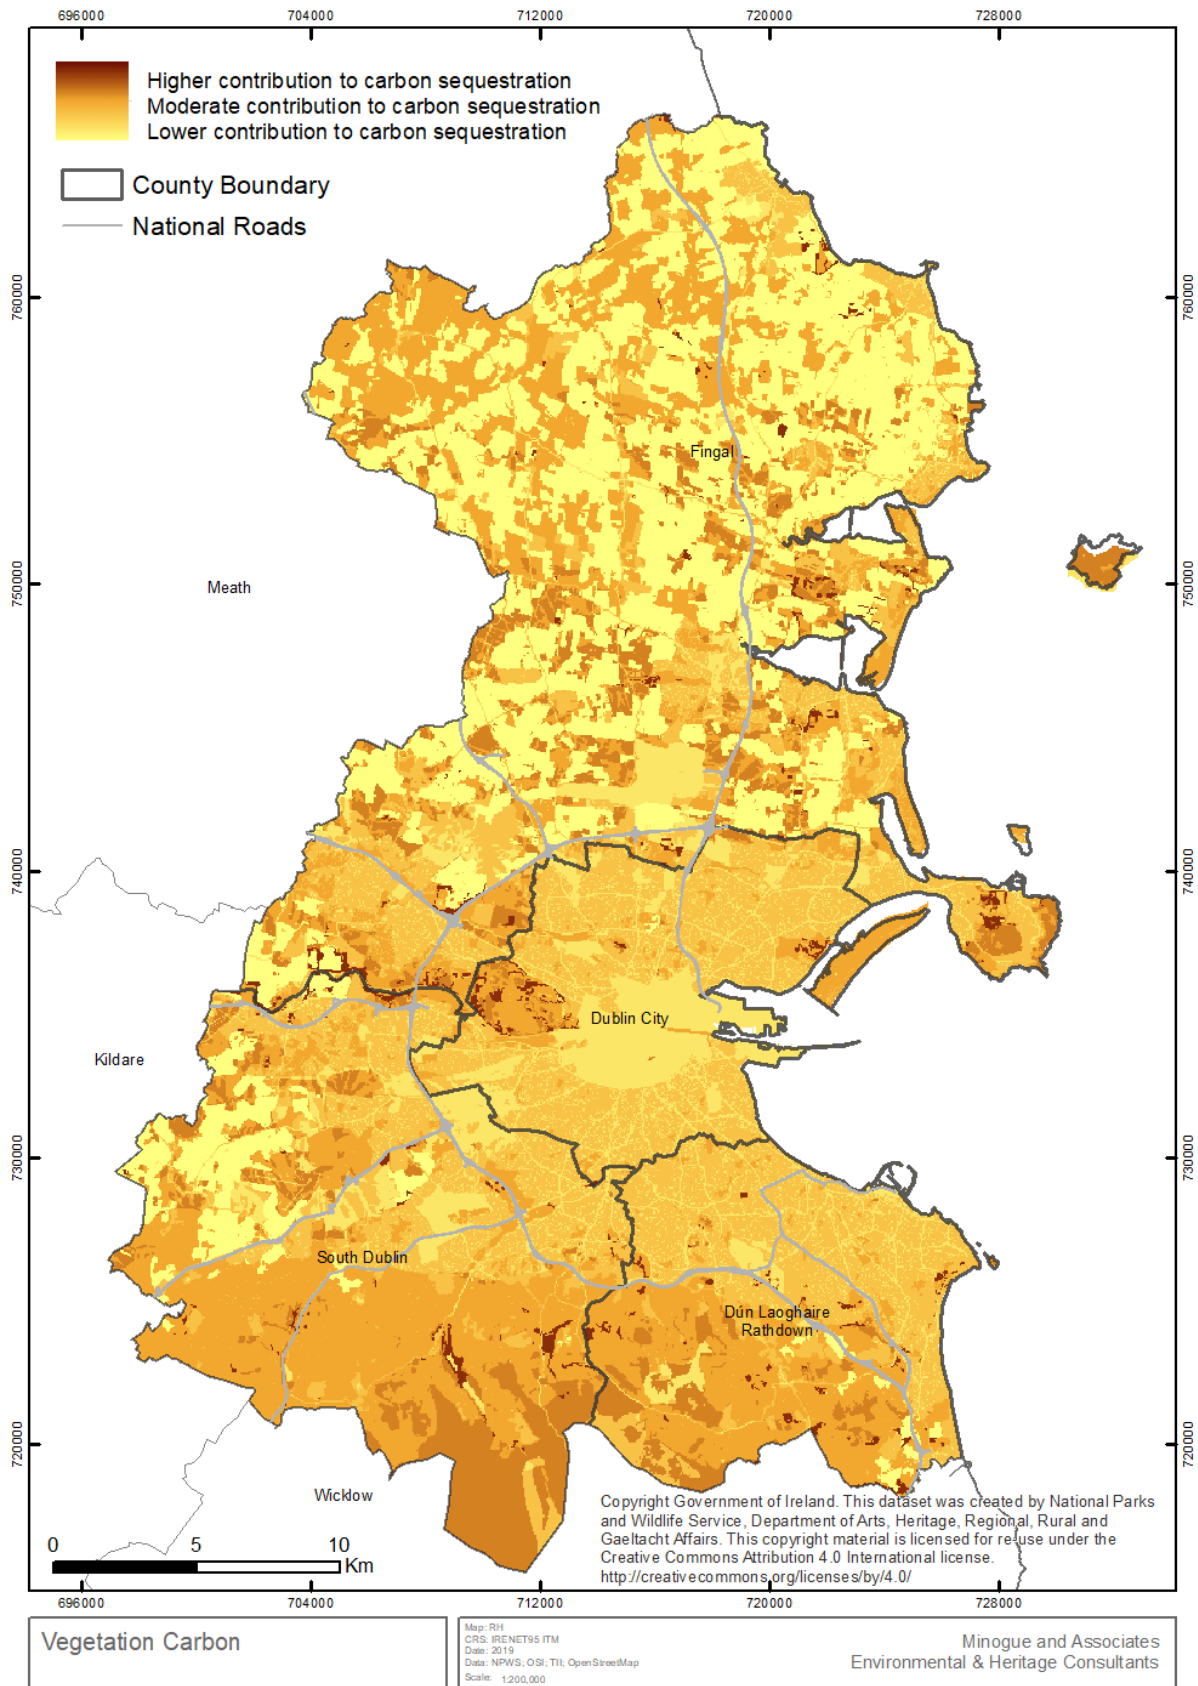 696000
704000
712000
720000
728000
Higher contribution to carbon sequestration
Moderate contribution to carbon sequestration
Lower contribution to carbon sequestration
County Boundary
National Roads
760000
760000
Fingal
Meath
750000
750000
740000
740000
Dublin City
Kildare
730000
730000
South Dublin
Dún Laoghaire
Rathdown
720000
720000
Wicklow
Copyright Government of Ireland. This dataset was created by National Parks
and Wildlife Service, Department of Arts, Heritage, Regional, Rural and
Gaeltacht Affairs. This copyright material is licensed for re-use under the
Creative Commons Attribution 4.0 International license.
http://creativecommons.org/licenses/by/4.0/
0 5 10
Km
696000
704000
712000
720000
728000
Vegetation Carbon
Map: RH
CRS: IRENET95 ITM
Date: 2019
Data: NPWS; OSI; TII; OpenStreetMap
Scale: 1:200,000
Minogue and Associates
Environmental & Heritage Consultants